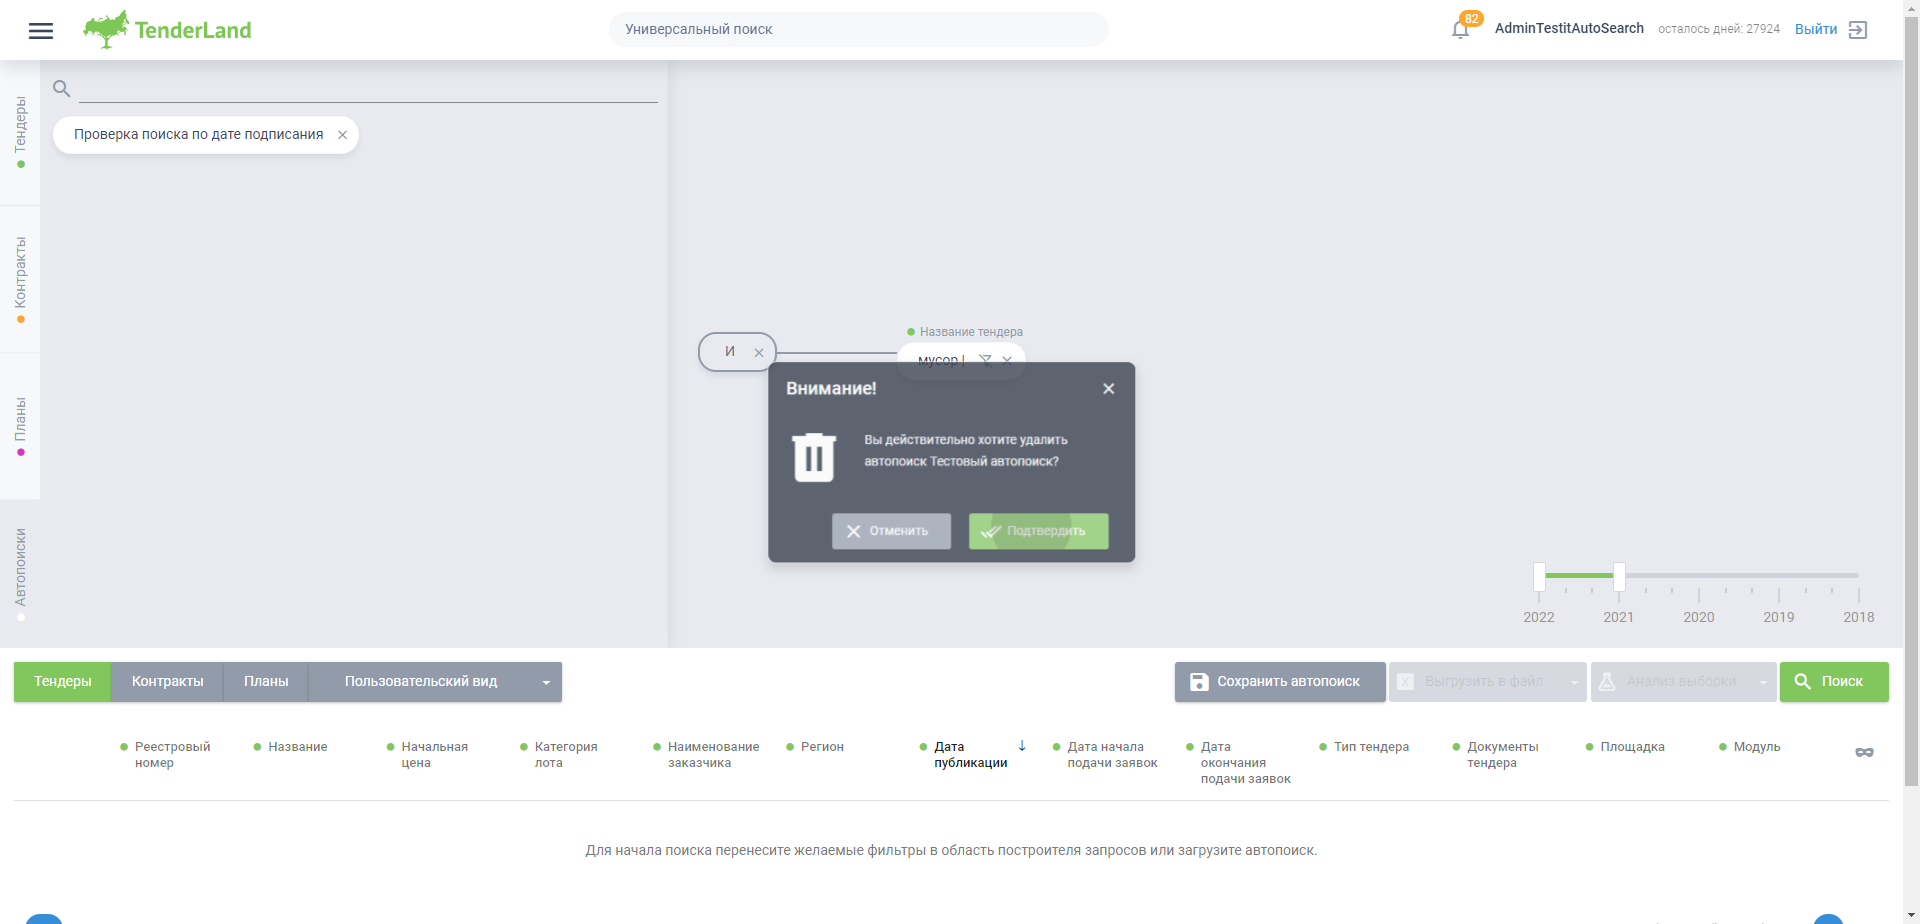 TenderLand
Универсальный поиск
82
AdminTestitAutoSearch
осталось дней: 27924
Выйти
Тендеры
Контракты
Планы
Автопоиски
Проверка поиска по дате подписания
И
Название тендера
мусор |
Внимание!
Вы действительно хотите удалить
автопоиск Тестовый автопоиск?
Отменить
Подтвердить
2022
2021
2020
2019
2018
Тендеры
Контракты
Планы
Пользовательский вид
Сохранить автопоиск
Выгрузить в файл
Анализ выборки
Поиск
Реестровый
номер
Название
Начальная
цена
Категория
лота
Наименование
заказчика
Регион
Дата
публикации
Дата начала
подачи заявок
Дата
окончания
подачи заявок
Тип тендера
Документы
тендера
Площадка
Модуль
Для начала поиска перенесите желаемые фильтры в область построителя запросов или загрузите автопоиск.